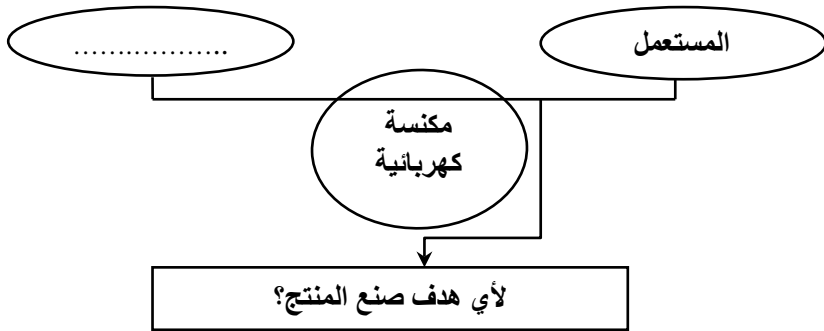 المستعمل
……………………..
مكنسة
كهربائية
لأي هدف صنع المنتج؟